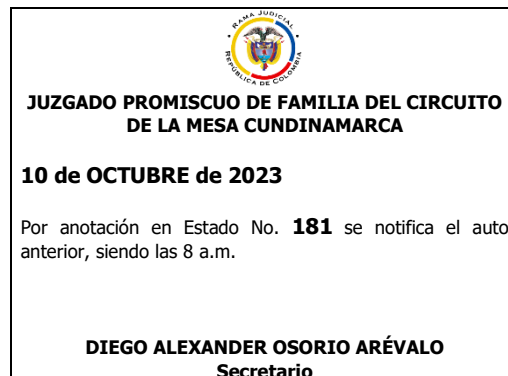 RAMA JUDICIAL
REPÚBLICA DE COLOMBIA
JUZGADO PROMISCUO DE FAMILIA DEL CIRCUITO
DE LA MESA CUNDINAMARCA
10 de OCTUBRE de 2023
Por anotación en Estado No. 181 se notifica el auto
anterior, siendo las 8 a.m.
DIEGO ALEXANDER OSORIO ARÉVALO
Secretario